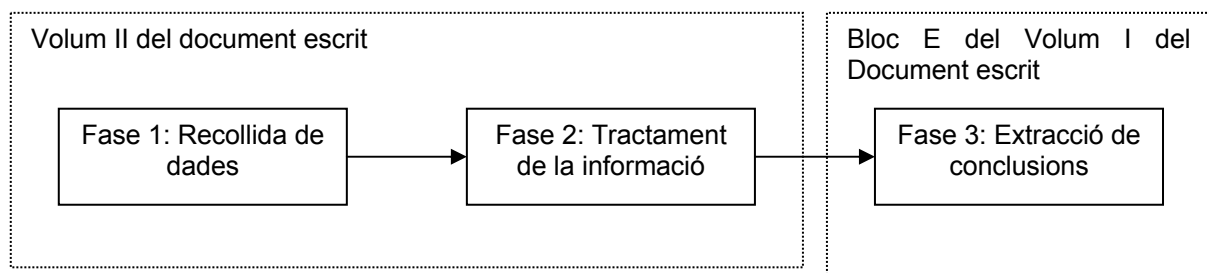 Volum II del document escrit
Bloc E del Volum I del
Document escrit
Fase 1: Recollida de
dades
Fase 2: Tractament
de la informació
Fase 3: Extracció de
conclusions